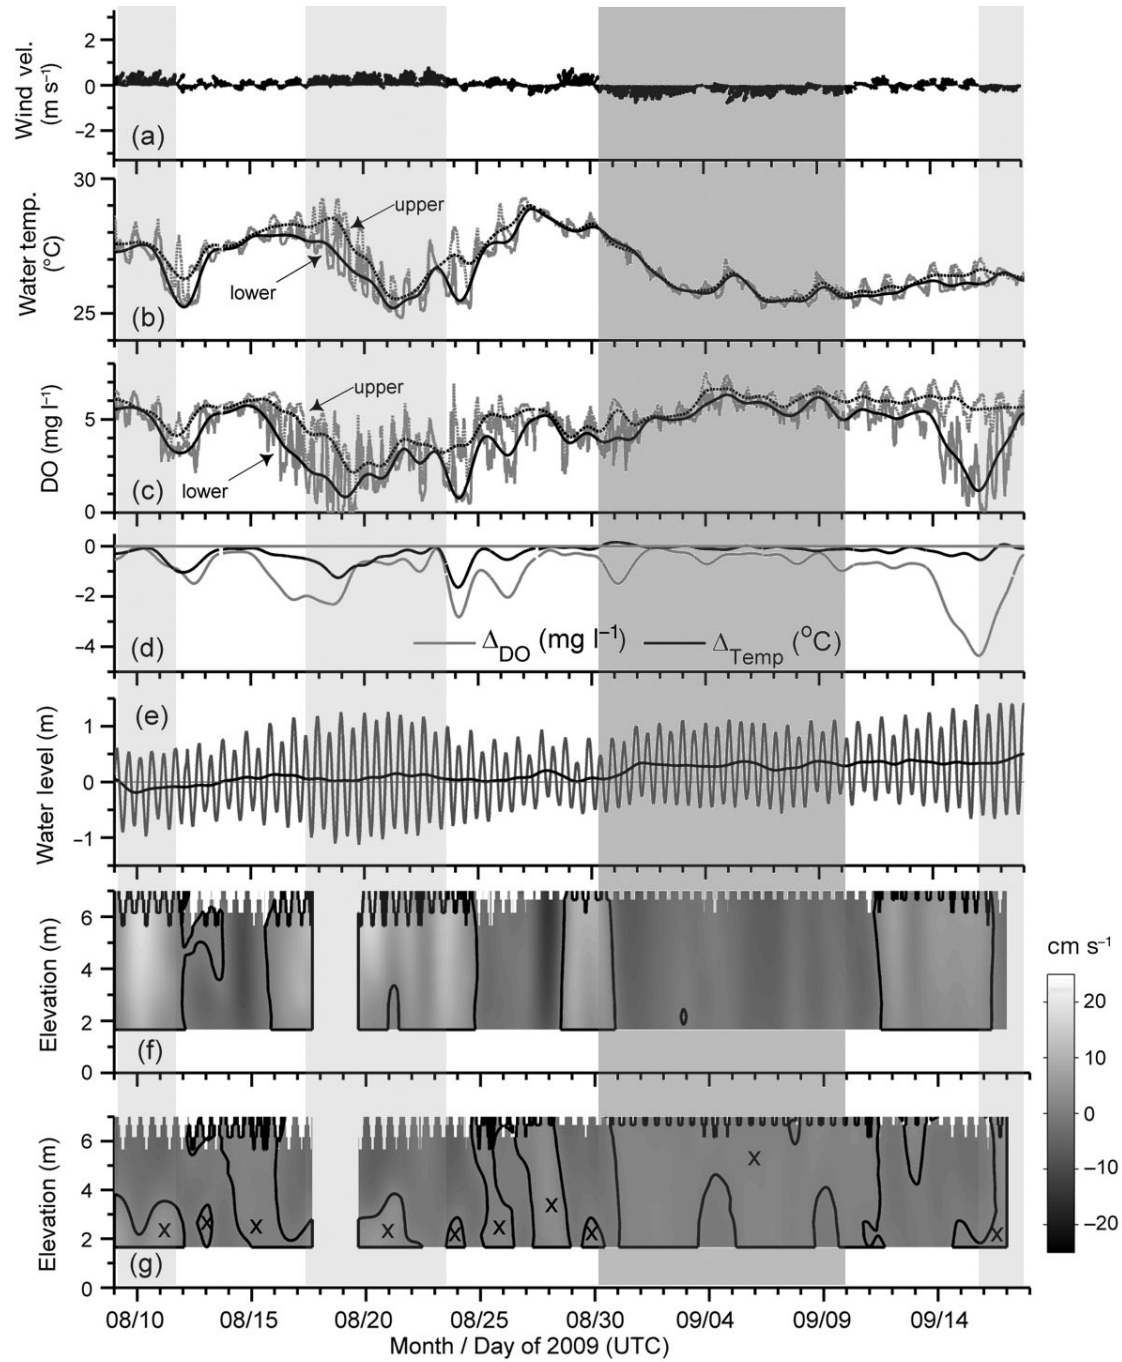 Wind vel.
(m s⁻¹)
2
0
−2
(a)
Water temp.
(°C)
30
25
upper
lower
(b)
DO (mg l⁻¹)
5
0
upper
lower
(c)
0
−2
−4
(d)
Δ_DO (mg l⁻¹) Δ_Temp (°C)
Water level (m)
1
0
−1
(e)
Elevation (m)
6
4
2
0
(f)
cm s⁻¹
20
10
0
−10
−20
Elevation (m)
6
4
2
0
x x x x x x x x x x
(g)
08/10 08/15 08/20 08/25 08/30 09/04 09/09 09/14
Month / Day of 2009 (UTC)